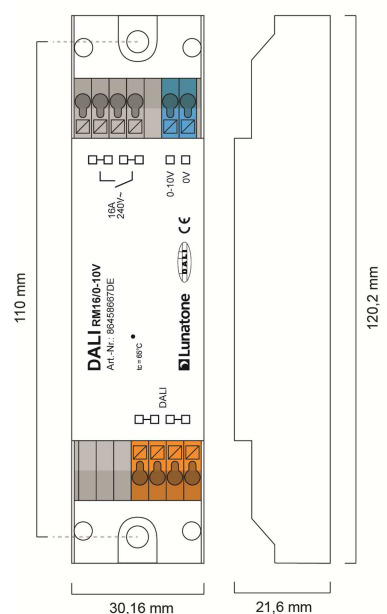 16A
240V~
0-10V
0V
DALI RM16/0-10V
Art.-Nr.: 86458667DE
tc = 65°C
Lunatone
DALI
CE
DALI
110 mm
120,2 mm
30,16 mm
21,6 mm